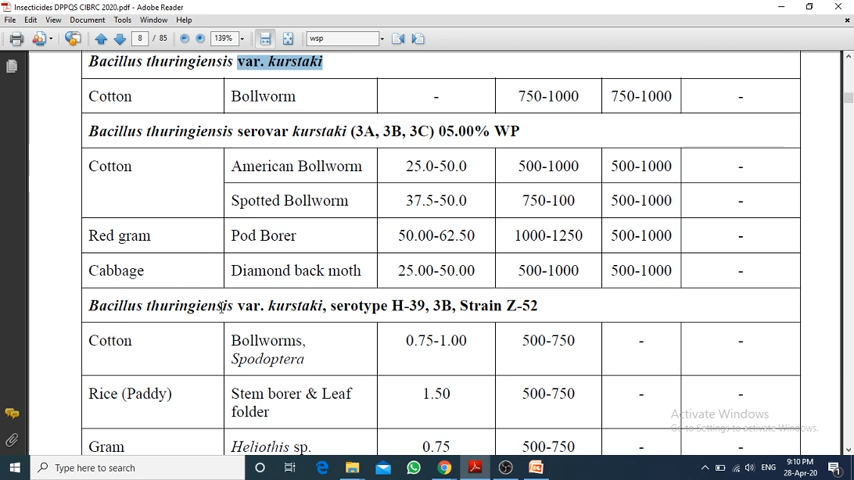 Insecticides DPPQS CIBRC 2020.pdf - Adobe Reader
File Edit View Document Tools Window Help
8 / 85 139% wsp
Bacillus thuringiensis var. kurstaki
Cotton Bollworm - 750-1000 750-1000 -
Bacillus thuringiensis serovar kurstaki (3A, 3B, 3C) 05.00% WP
Cotton American Bollworm 25.0-50.0 500-1000 500-1000 -
Spotted Bollworm 37.5-50.0 750-100 500-1000 -
Red gram Pod Borer 50.00-62.50 1000-1250 500-1000 -
Cabbage Diamond back moth 25.00-50.00 500-1000 500-1000 -
Bacillus thuringiensis var. kurstaki, serotype H-39, 3B, Strain Z-52
Cotton Bollworms, 0.75-1.00 500-750 - -
Spodoptera
Rice (Paddy) Stem borer & Leaf 1.50 500-750 - -
folder
Gram Heliothis sp. 0.75 500-750 - -
Activate Windows
Go to Settings to activate Windows.
Type here to search
ENG 9:10 PM
28-Apr-20